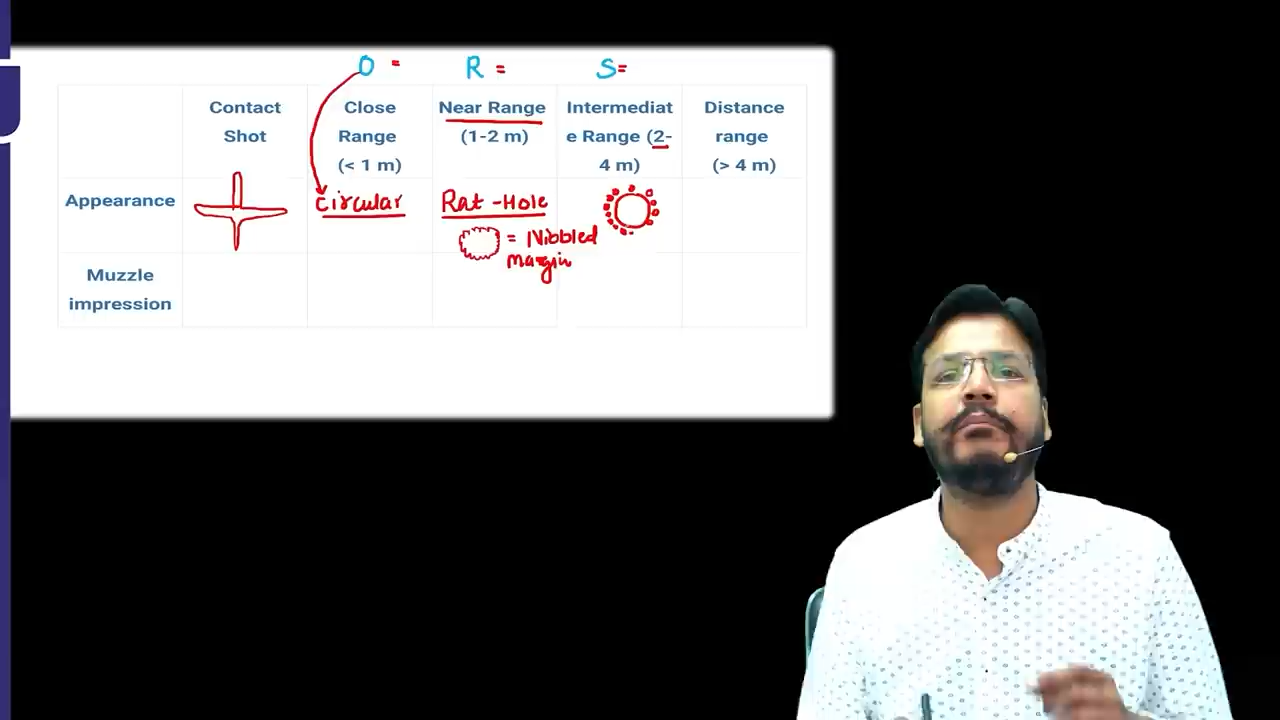 O = R = S=
Contact Shot
Close Range (< 1 m)
Near Range (1-2 m)
Intermediat e Range (2- 4 m)
Distance range (> 4 m)
Appearance
Circular
Rat-Hole
= Nibbled
margin
Muzzle impression